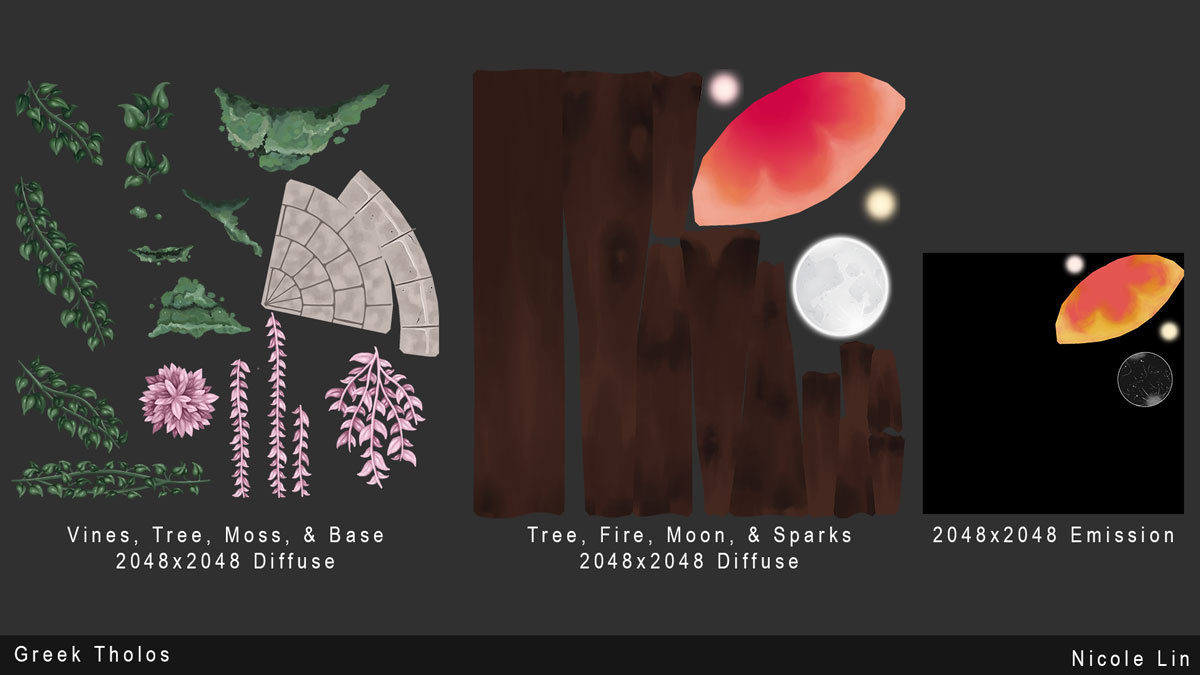 Vines, Tree, Moss, & Base
2048x2048 Diffuse
Tree, Fire, Moon, & Sparks
2048x2048 Diffuse
2048x2048 Emission
Greek Tholos
Nicole Lin